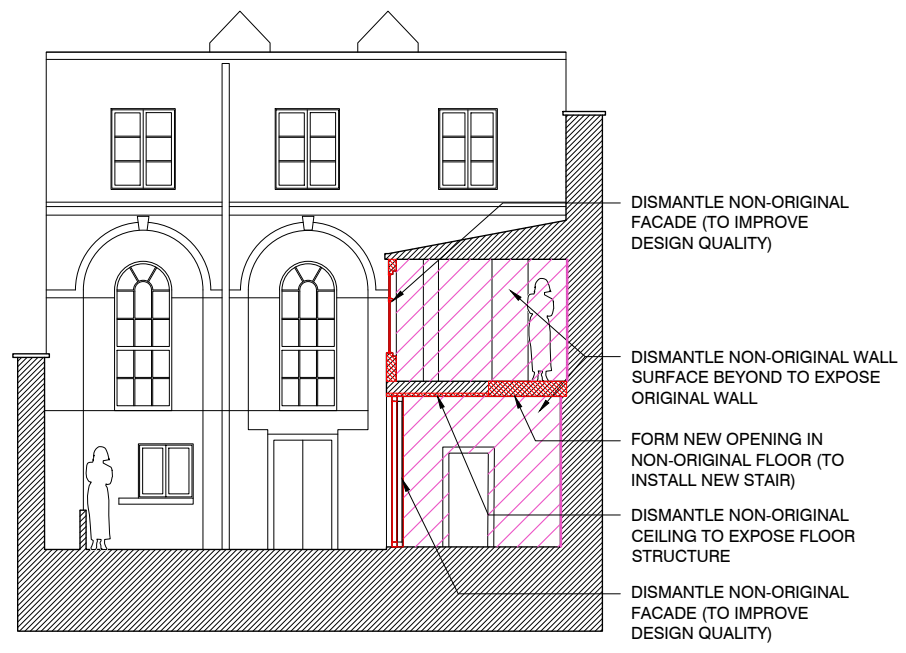 DISMANTLE NON-ORIGINAL
FACADE (TO IMPROVE
DESIGN QUALITY)
DISMANTLE NON-ORIGINAL WALL
SURFACE BEYOND TO EXPOSE
ORIGINAL WALL
FORM NEW OPENING IN
NON-ORIGINAL FLOOR (TO
INSTALL NEW STAIR)
DISMANTLE NON-ORIGINAL
CEILING TO EXPOSE FLOOR
STRUCTURE
DISMANTLE NON-ORIGINAL
FACADE (TO IMPROVE
DESIGN QUALITY)